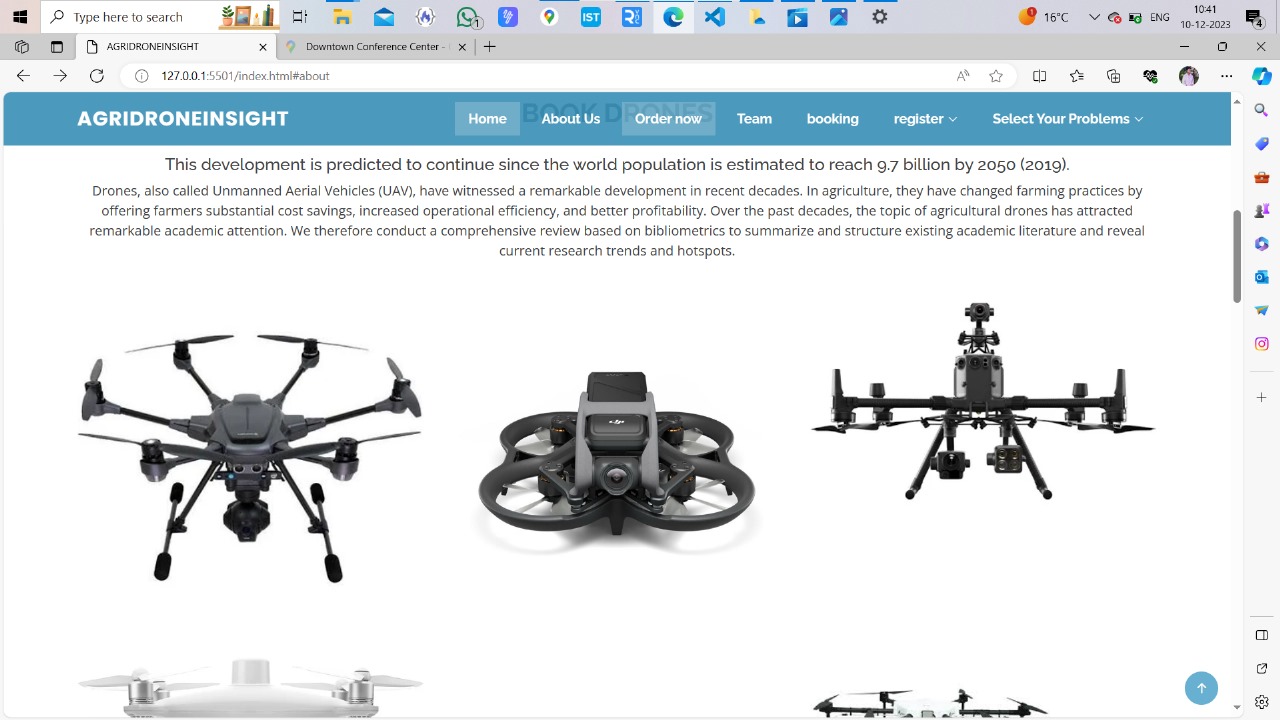 Type here to search
1
IST
1
16°C
ENG
10:41
10-12-2023
4
AGRIDRONEINSIGHT
Downtown Conference Center -
127.0.0.1:5501/index.html#about
BOOK DRONES
AGRIDRONEINSIGHT
Home
About Us
Order now
Team
booking
register
Select Your Problems
This development is predicted to continue since the world population is estimated to reach 9.7 billion by 2050 (2019).
Drones, also called Unmanned Aerial Vehicles (UAV), have witnessed a remarkable development in recent decades. In agriculture, they have changed farming practices by
offering farmers substantial cost savings, increased operational efficiency, and better profitability. Over the past decades, the topic of agricultural drones has attracted
remarkable academic attention. We therefore conduct a comprehensive review based on bibliometrics to summarize and structure existing academic literature and reveal
current research trends and hotspots.
dji